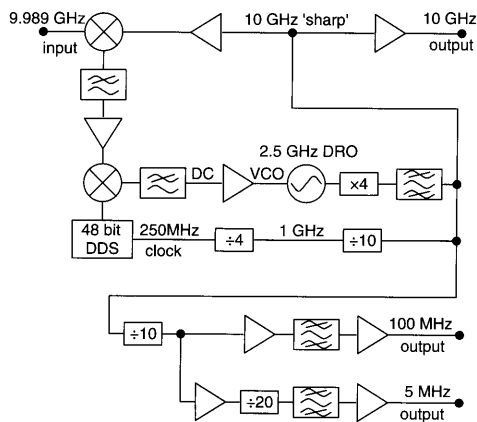 9.989 GHz
input
10 GHz 'sharp'
10 GHz
output
2.5 GHz DRO
DC
VCO
×4
48 bit
DDS
250MHz
clock
÷4
1 GHz
÷10
÷10
100 MHz
output
÷20
5 MHz
output